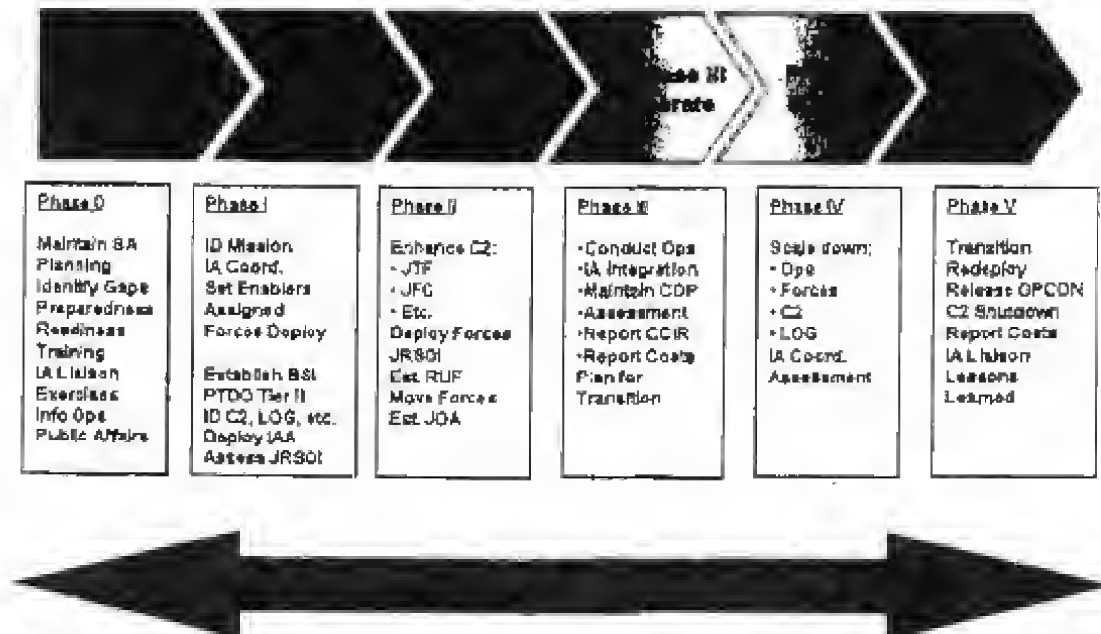 Phase III
Phase 0
Maintain SA
Planning
Identify Gaps
Preparedness
Readiness
Training
IA Liaison
Exercises
Info Ops
Public Affairs
Phase I
ID Mission
IA Coord.
Set Enablers
Assigned
Forces Deploy
Establish BSI
PTDO Tier II
ID C2, LOG, etc.
Deploy IAA
Assess JRSOI
Phase II
Enhance C2:
• JTF
• JFC
• Etc.
Deploy Forces
JRSOI
Est. RUF
Move Forces
Est. JOA
Phase III
•Conduct Ops
•IA Integration
•Maintain COP
•Assessment
•Report CCIR
•Report Costs
Plan for
Transition
Phase IV
Scale down:
• Ops
• Forces
• C2
• LOG
IA Coord.
Assessment
Phase V
Transition
Redeploy
Release OPCON
C2 Shutdown
Report Costs
IA Liaison
Lessons
Learned